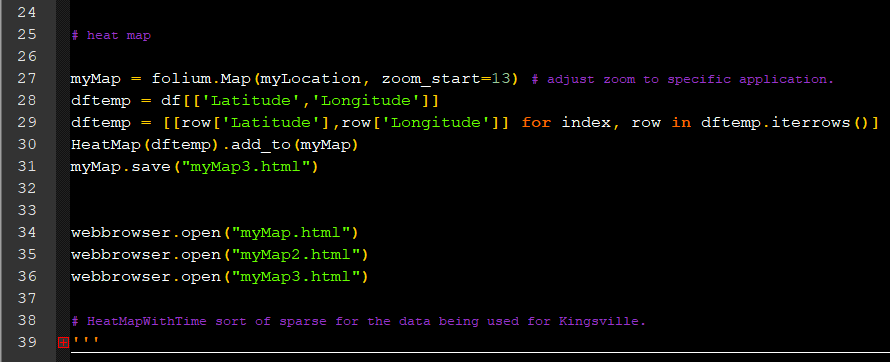 24
25 # heat map
26
27 myMap = folium.Map(myLocation, zoom_start=13) # adjust zoom to specific application.
28 dftemp = df[['Latitude','Longitude']]
29 dftemp = [[row['Latitude'],row['Longitude']] for index, row in dftemp.iterrows()]
30 HeatMap(dftemp).add_to(myMap)
31 myMap.save("myMap3.html")
32
33
34 webbrowser.open("myMap.html")
35 webbrowser.open("myMap2.html")
36 webbrowser.open("myMap3.html")
37
38 # HeatMapWithTime sort of sparse for the data being used for Kingsville.
39 '''